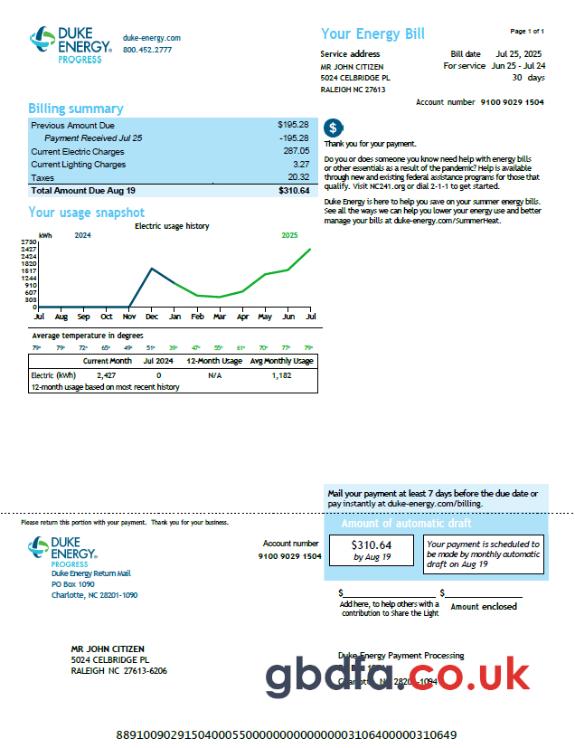 DUKE ENERGY® PROGRESS
duke-energy.com
800.452.2777
Your Energy Bill
Page 1 of 1
Service address
MR JOHN CITIZEN
5024 CELBRIDGE PL
RALEIGH NC 27613
Bill date Jul 25, 2025
For service Jun 25 - Jul 24
30 days
Account number 9100 9029 1504
Billing summary
Previous Amount Due $195.28
Payment Received Jul 25 -195.28
Current Electric Charges 287.05
Current Lighting Charges 3.27
Taxes 20.32
Total Amount Due Aug 19 $310.64
$
Thank you for your payment.
Do you or does someone you know need help with energy bills
or other essentials as a result of the pandemic? Help is available
through new and existing federal assistance programs for those that
qualify. Visit NC241.org or dial 2-1-1 to get started.
Duke Energy is here to help you save on your summer energy bills.
See all the ways we can help you lower your energy use and better
manage your bills at duke-energy.com/SummerHeat.
Your usage snapshot
Electric usage history
kWh 2024 2025
2730
2427
2424
1820
1517
1244
910
607
303
0
Jul Aug Sep Oct Nov Dec Jan Feb Mar Apr May Jun Jul
Average temperature in degrees
79° 79° 72° 65° 49° 51° 39° 47° 55° 61° 70° 77° 79°
Current Month Jul 2024 12-Month Usage Avg Monthly Usage
Electric (kWh) 2,427 0 N/A 1,182
12-month usage based on most recent history
Mail your payment at least 7 days before the due date or
pay instantly at duke-energy.com/billing.
Please return this portion with your payment. Thank you for your business.
Amount of automatic draft
DUKE ENERGY® PROGRESS
Duke Energy Return Mail
PO Box 1090
Charlotte, NC 28201-1090
Account number
9100 9029 1504
$310.64
by Aug 19
Your payment is scheduled to
be made by monthly automatic
draft on Aug 19
$ $
Add here, to help others with a
contribution to Share the Light
Amount enclosed
MR JOHN CITIZEN
5024 CELBRIDGE PL
RALEIGH NC 27613-6206
Duke Energy Payment Processing
Charlotte, NC 28201-1094
gbdfa.co.uk